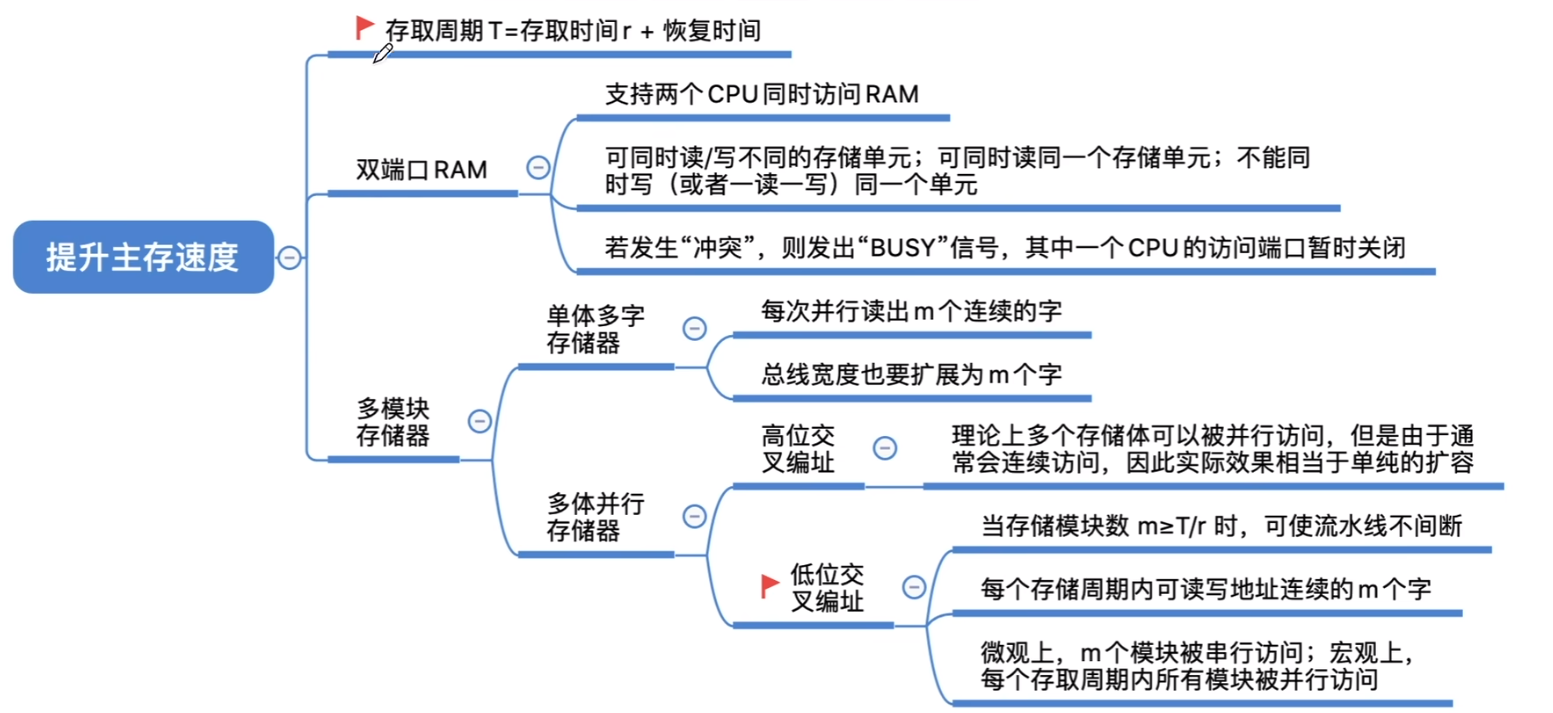 存取周期T=存取时间r + 恢复时间
支持两个CPU同时访问RAM
双端口RAM
可同时读/写不同的存储单元；可同时读同一个存储单元；不能同
时写（或者一读一写）同一个单元
若发生“冲突”，则发出“BUSY”信号，其中一个CPU的访问端口暂时关闭
提升主存速度
多模块
存储器
单体多字
存储器
每次并行读出m个连续的字
总线宽度也要扩展为m个字
多体并行
存储器
高位交
叉编址
理论上多个存储体可以被并行访问，但是由于通
常会连续访问，因此实际效果相当于单纯的扩容
低位交
叉编址
当存储模块数 m≥T/r 时，可使流水线不间断
每个存储周期内可读写地址连续的m个字
微观上，m个模块被串行访问；宏观上，
每个存取周期内所有模块被并行访问